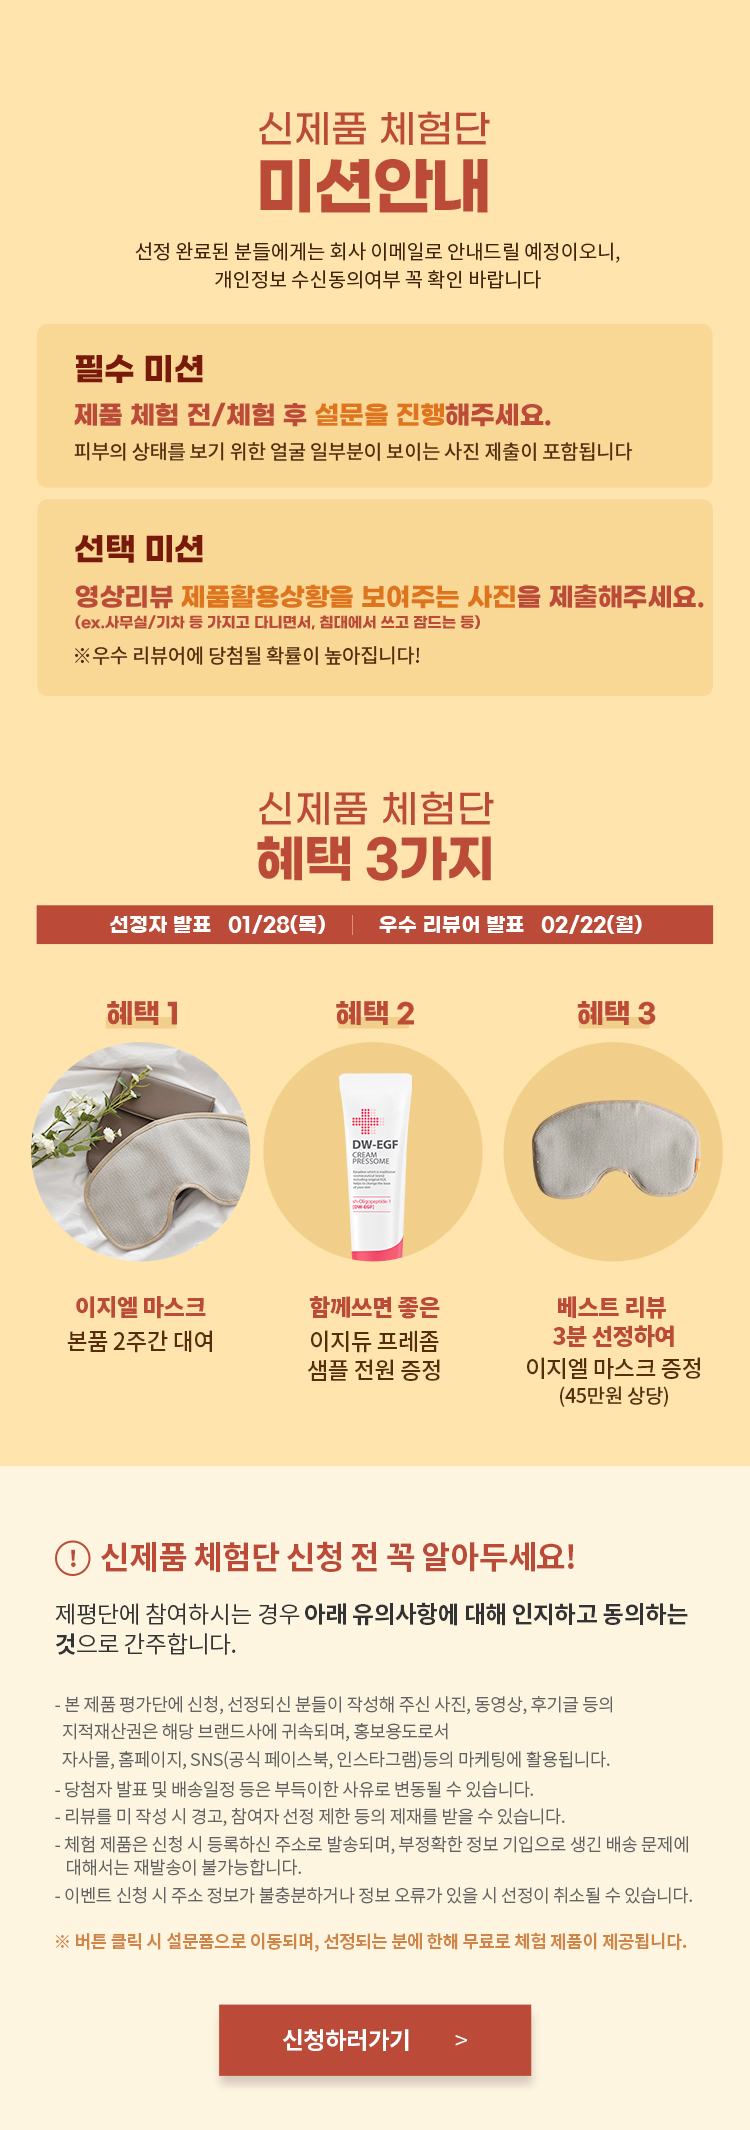 신제품 체험단
미션안내
선정 완료된 분들에게는 회사 이메일로 안내드릴 예정이오니,
개인정보 수신동의여부 꼭 확인 바랍니다
필수 미션
제품 체험 전/체험 후 설문을 진행해주세요.
피부의 상태를 보기 위한 얼굴 일부분이 보이는 사진 제출이 포함됩니다
선택 미션
영상리뷰 제품활용상황을 보여주는 사진을 제출해주세요.
(ex.사무실/기차 등 가지고 다니면서, 침대에서 쓰고 잠드는 등)
※우수 리뷰어에 당첨될 확률이 높아집니다!
신제품 체험단
혜택 3가지
선정자 발표 01/28(목) | 우수 리뷰어 발표 02/22(월)
혜택 1
혜택 2
혜택 3
DW-EGF
CREAM
PRESSOME
sh-Oligopeptide-1
(DW-EGF)
이지엘 마스크
본품 2주간 대여
함께쓰면 좋은
이지듀 프레좀
샘플 전원 증정
베스트 리뷰
3분 선정하여
이지엘 마스크 증정
(45만원 상당)
! 신제품 체험단 신청 전 꼭 알아두세요!
제평단에 참여하시는 경우 아래 유의사항에 대해 인지하고 동의하는
것으로 간주합니다.
- 본 제품 평가단에 신청, 선정되신 분들이 작성해 주신 사진, 동영상, 후기글 등의
지적재산권은 해당 브랜드사에 귀속되며, 홍보용도로서
자사몰, 홈페이지, SNS(공식 페이스북, 인스타그램)등의 마케팅에 활용됩니다.
- 당첨자 발표 및 배송일정 등은 부득이한 사유로 변동될 수 있습니다.
- 리뷰를 미 작성 시 경고, 참여자 선정 제한 등의 제재를 받을 수 있습니다.
- 체험 제품은 신청 시 등록하신 주소로 발송되며, 부정확한 정보 기입으로 생긴 배송 문제에
대해서는 재발송이 불가능합니다.
- 이벤트 신청 시 주소 정보가 불충분하거나 정보 오류가 있을 시 선정이 취소될 수 있습니다.
※ 버튼 클릭 시 설문폼으로 이동되며, 선정되는 분에 한해 무료로 체험 제품이 제공됩니다.
신청하러가기 >